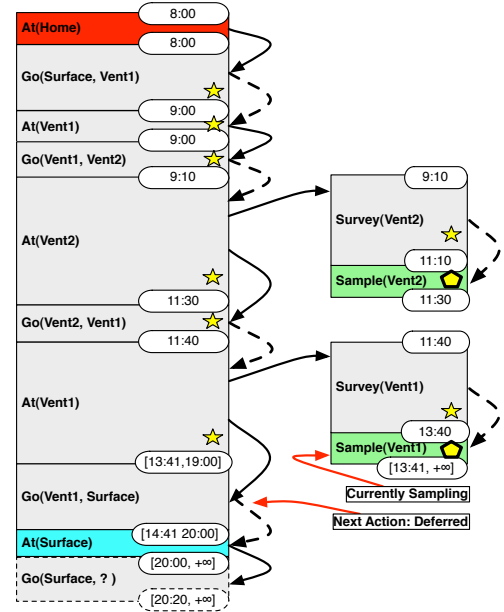 8:00
At(Home)
8:00
Go(Surface, Vent1)
9:00
At(Vent1)
9:00
Go(Vent1, Vent2)
9:10
At(Vent2)
11:30
Go(Vent2, Vent1)
11:40
At(Vent1)
[13:41,19:00]
Go(Vent1, Surface)
[14:41 20:00]
At(Surface)
[20:00, +∞]
Go(Surface, ? )
[20:20, +∞]
9:10
Survey(Vent2)
11:10
Sample(Vent2)
11:30
11:40
Survey(Vent1)
13:40
Sample(Vent1)
[13:41, +∞]
Currently Sampling
Next Action: Deferred